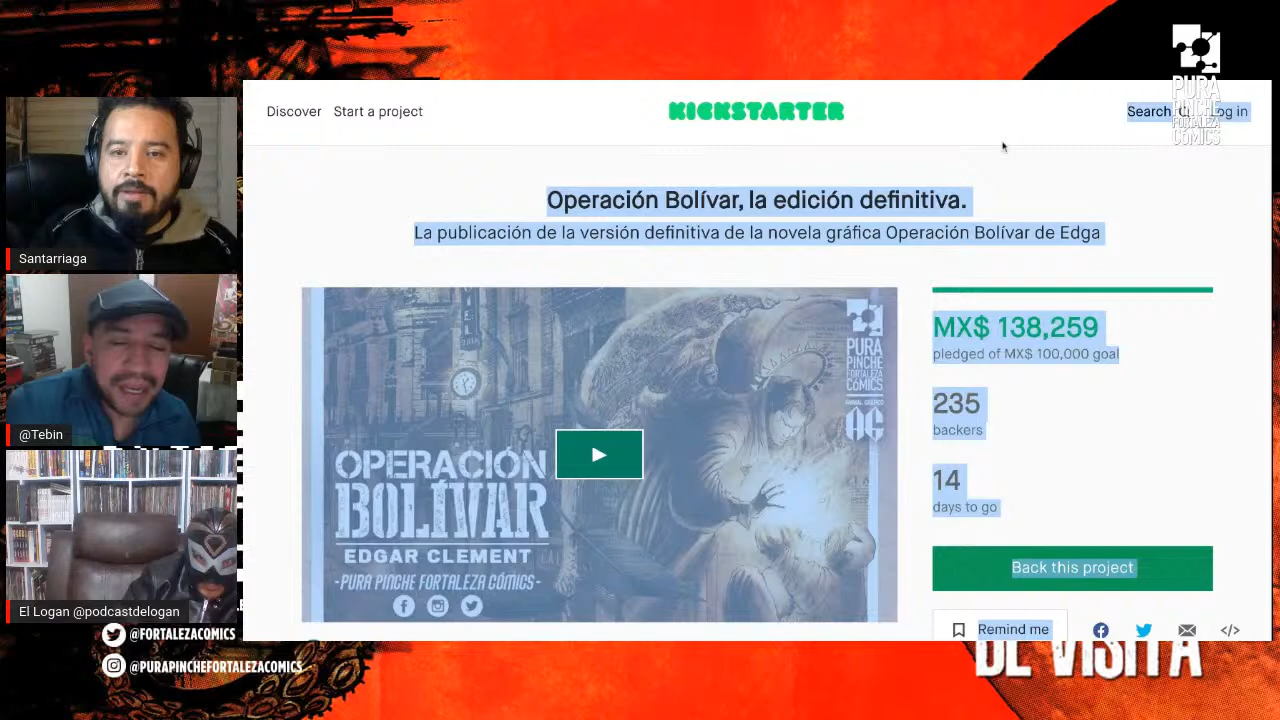 Discover Start a project
KICKSTARTER
Search Log in
PURA
PINCHE
FORTALEZA
CÓMICS
Operación Bolívar, la edición definitiva.
La publicación de la versión definitiva de la novela gráfica Operación Bolívar de Edga
Santarriaga
@Tebin
El Logan @podcastdelogan
PURA
PINCHE
FORTALEZA
CÓMICS
OPERACIÓN
BOLÍVAR
EDGAR CLEMENT
-PURA PINCHE FORTALEZA CÓMICS-
MX$ 138,259
pledged of MX$ 100,000 goal
235
backers
14
days to go
Back this project
Remind me
@FORTALEZACOMICS
@PURAPINCHEFORTALEZACOMICS
DE VISITA